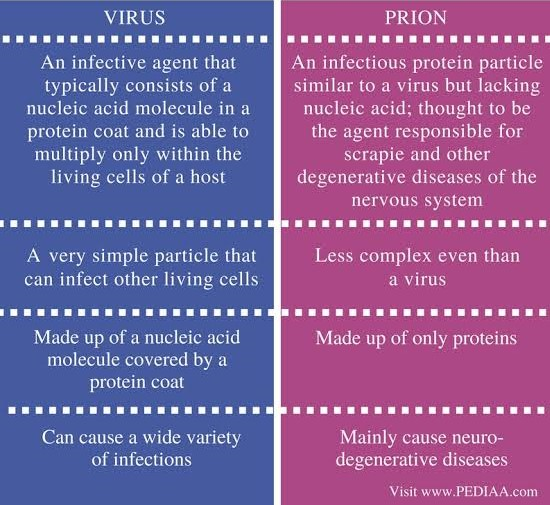 VIRUS
An infective agent that
typically consists of a
nucleic acid molecule in a
protein coat and is able to
multiply only within the
living cells of a host
A very simple particle that
can infect other living cells
Made up of a nucleic acid
molecule covered by a
protein coat
Can cause a wide variety
of infections
PRION
An infectious protein particle
similar to a virus but lacking
nucleic acid; thought to be
the agent responsible for
scrapie and other
degenerative diseases of the
nervous system
Less complex even than
a virus
Made up of only proteins
Mainly cause neuro-
degenerative diseases
Visit www.PEDIAA.com